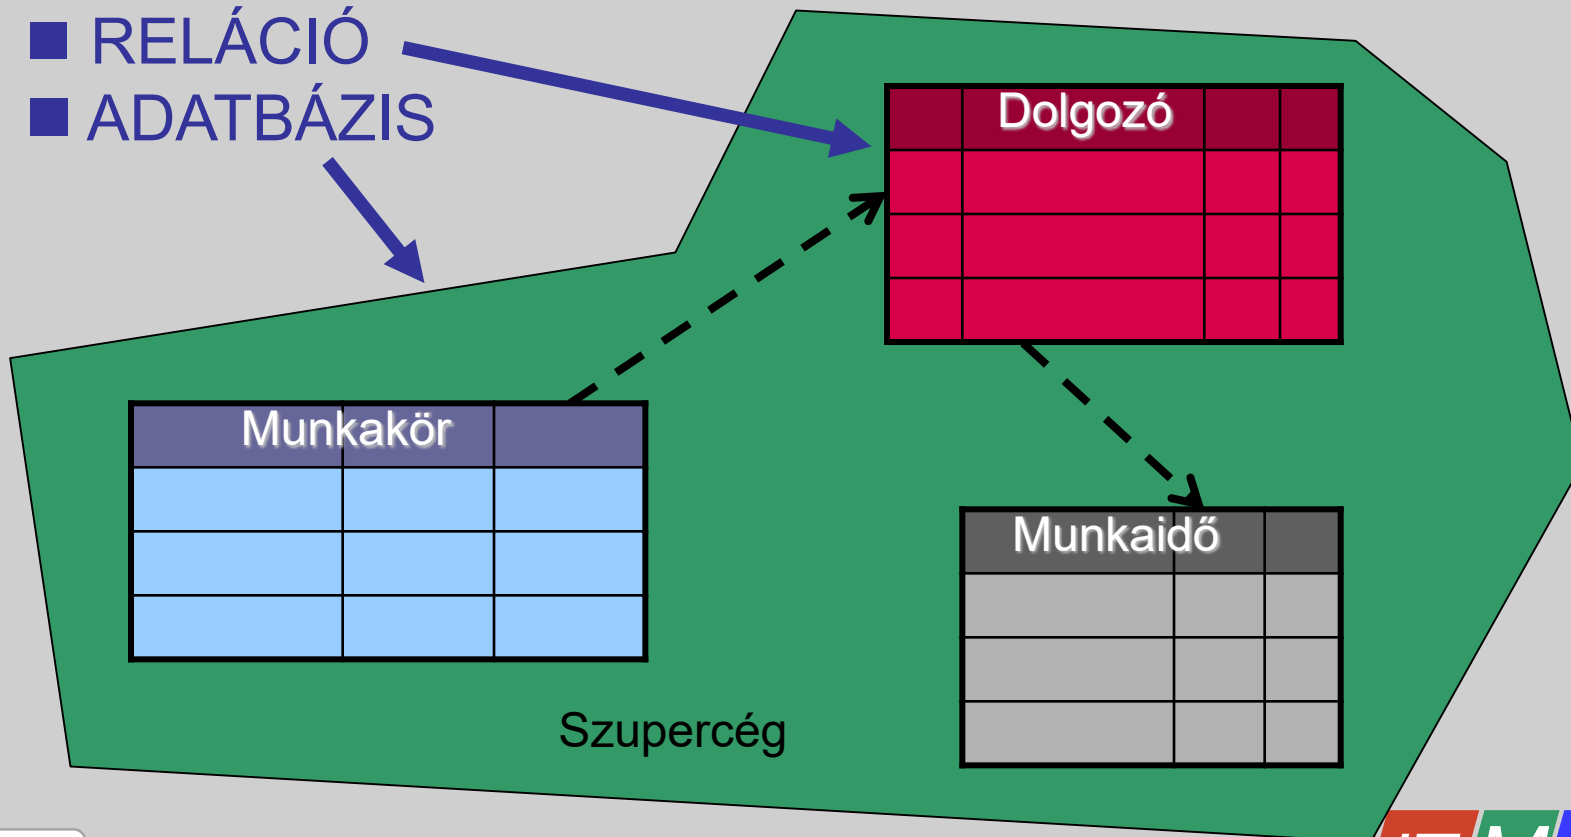 RELÁCIÓ
ADATBÁZIS
Dolgozó
Munkakör
Munkaidő
Szupercég